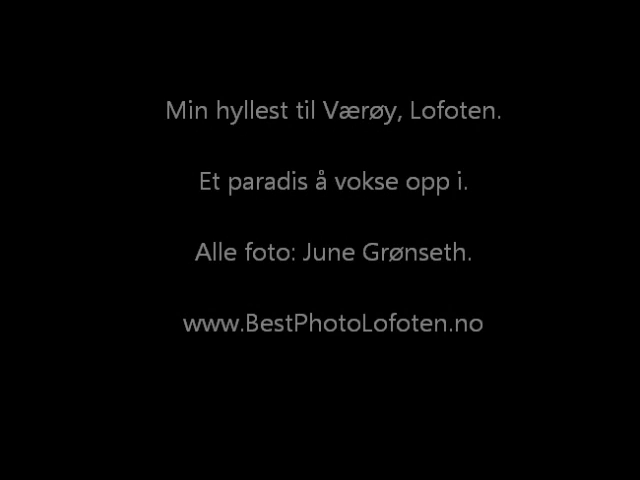 Min hyllest til Værøy, Lofoten.
Et paradis å vokse opp i.
Alle foto: June Grønseth.
www.BestPhotoLofoten.no